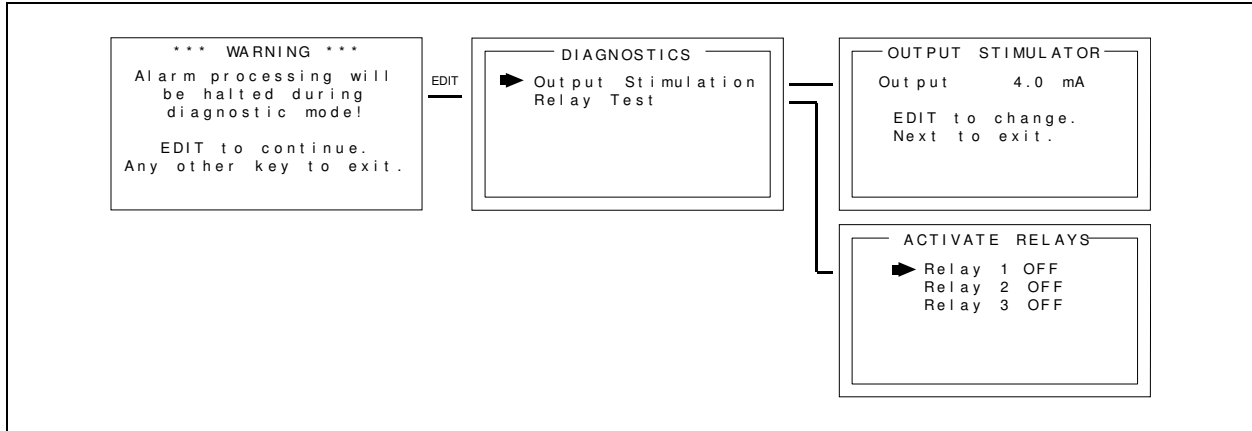 *** WARNING ***
Alarm processing will
be halted during
diagnostic mode!
EDIT to continue.
Any other key to exit.
EDIT
DIAGNOSTICS
Output Stimulation
Relay Test
OUTPUT STIMULATOR
Output 4.0 mA
EDIT to change.
Next to exit.
ACTIVATE RELAYS
Relay 1 OFF
Relay 2 OFF
Relay 3 OFF